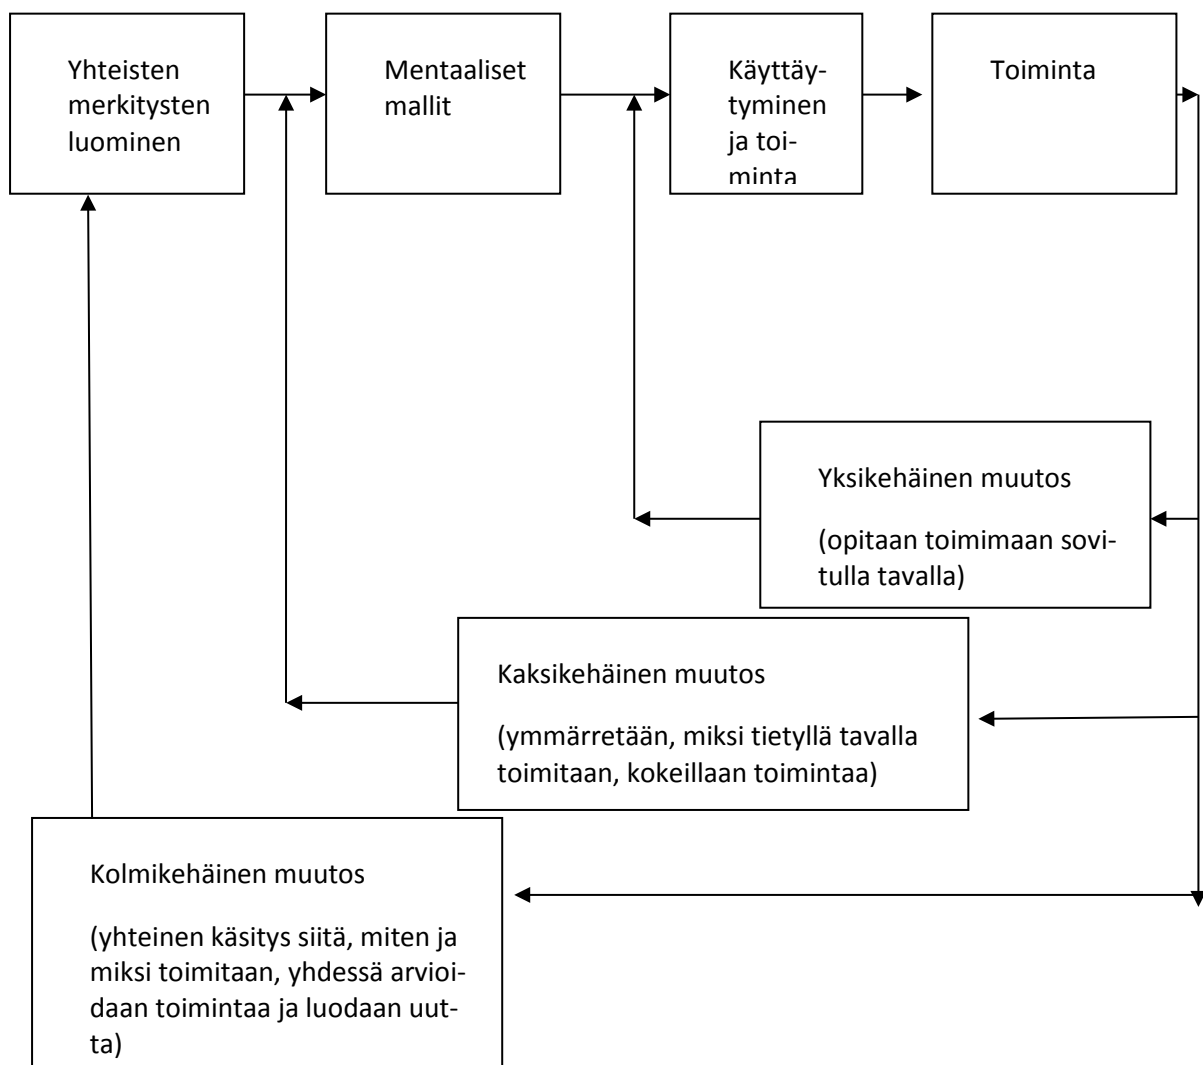 Yhteisten
merkitysten
luominen
Mentaaliset
mallit
Käyttäy-
tyminen
ja toi-
minta
Toiminta
Yksikehäinen muutos
(opitaan toimimaan sovi-
tulla tavalla)
Kaksikehäinen muutos
(ymmärretään, miksi tietyllä tavalla
toimitaan, kokeillaan toimintaa)
Kolmikehäinen muutos
(yhteinen käsitys siitä, miten ja
miksi toimitaan, yhdessä arvioi-
daan toimintaa ja luodaan uut-
ta)